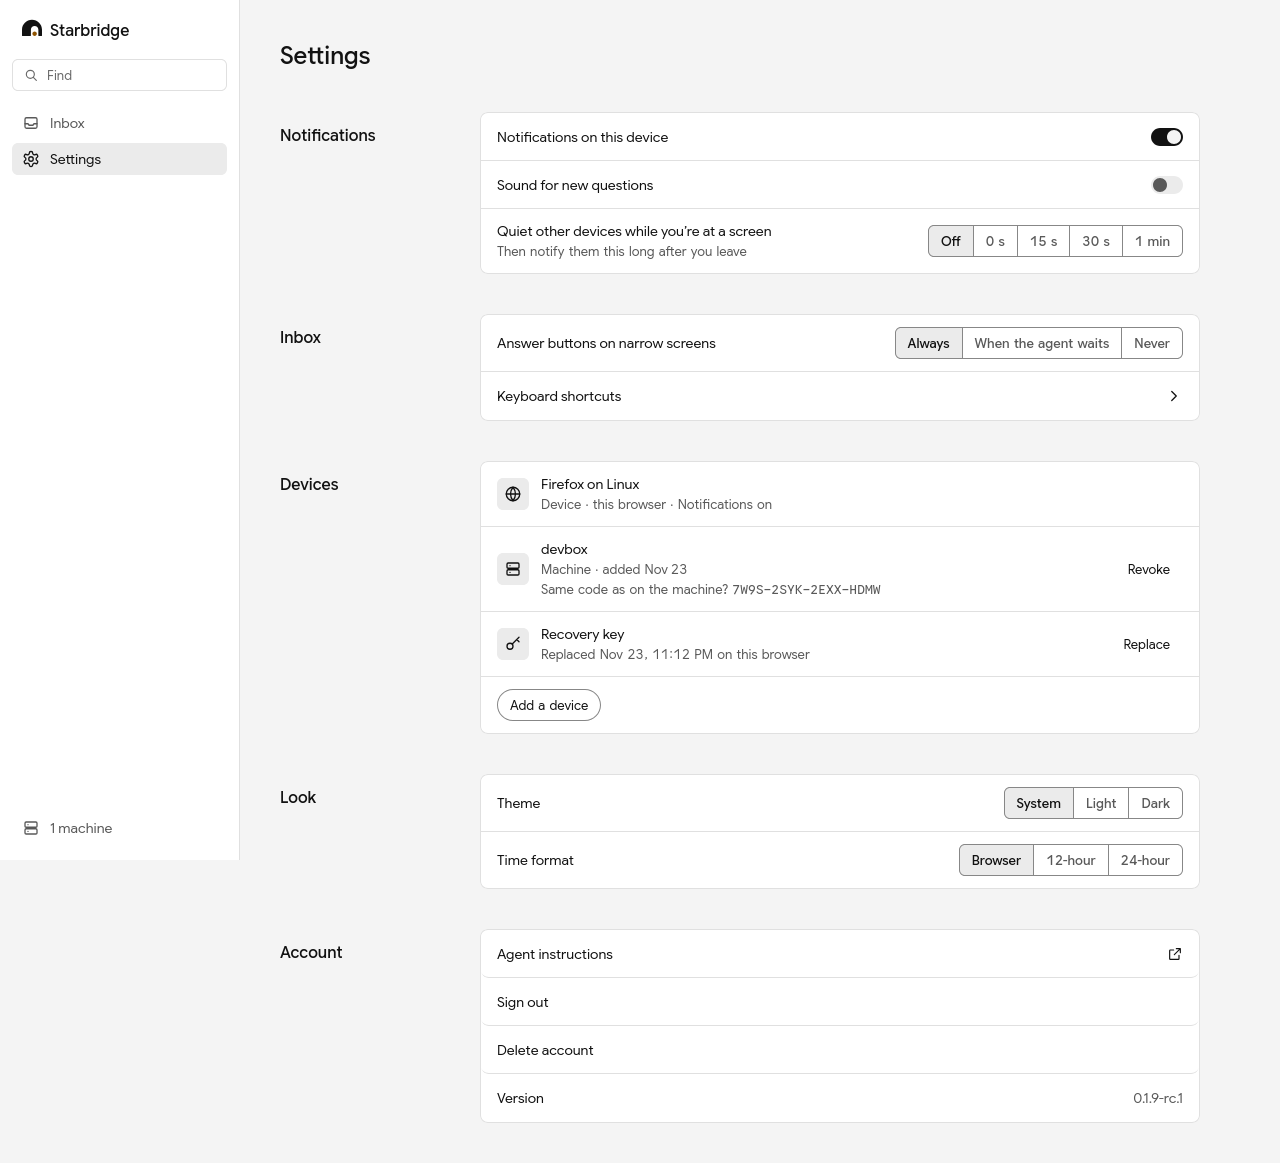 Starbridge
Find
Inbox
Settings
1 machine
Settings
Notifications
Notifications on this device
Sound for new questions
Quiet other devices while you're at a screen
Then notify them this long after you leave
Off 0 s 15 s 30 s 1 min
Inbox
Answer buttons on narrow screens
Always When the agent waits Never
Keyboard shortcuts
Devices
Firefox on Linux
Device · this browser · Notifications on
devbox
Machine · added Nov 23
Same code as on the machine? 7W9S-2SYK-2EXX-HDMW
Revoke
Recovery key
Replaced Nov 23, 11:12 PM on this browser
Replace
Add a device
Look
Theme
System Light Dark
Time format
Browser 12-hour 24-hour
Account
Agent instructions
Sign out
Delete account
Version 0.1.9-rc.1